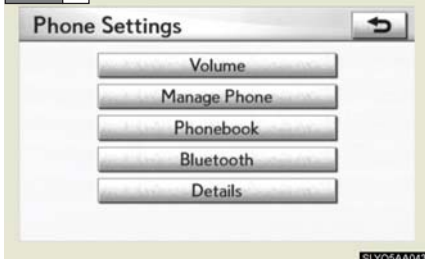 Phone Settings
Volume
Manage Phone
Phonebook
Bluetooth
Details